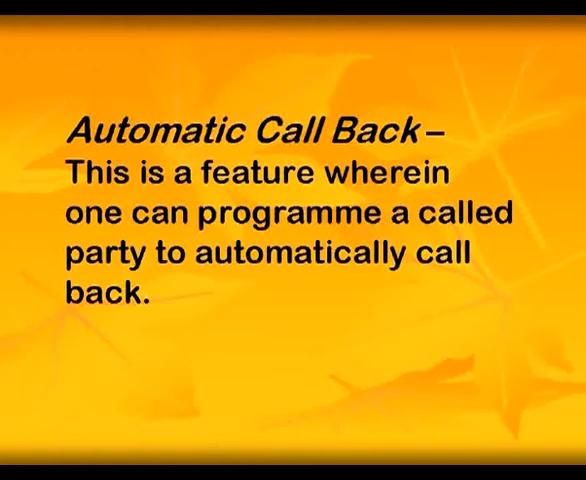 Automatic Call Back –
This is a feature wherein
one can programme a called
party to automatically call
back.